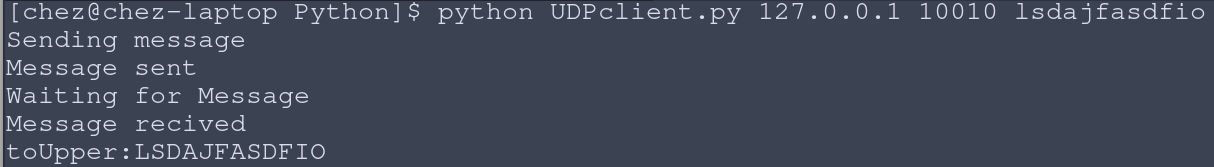 [chez@chez-laptop Python]$ python UDPclient.py 127.0.0.1 10010 lsdajfasdfio
Sending message
Message sent
Waiting for Message
Message recived
toUpper:LSDAJFASDFIO